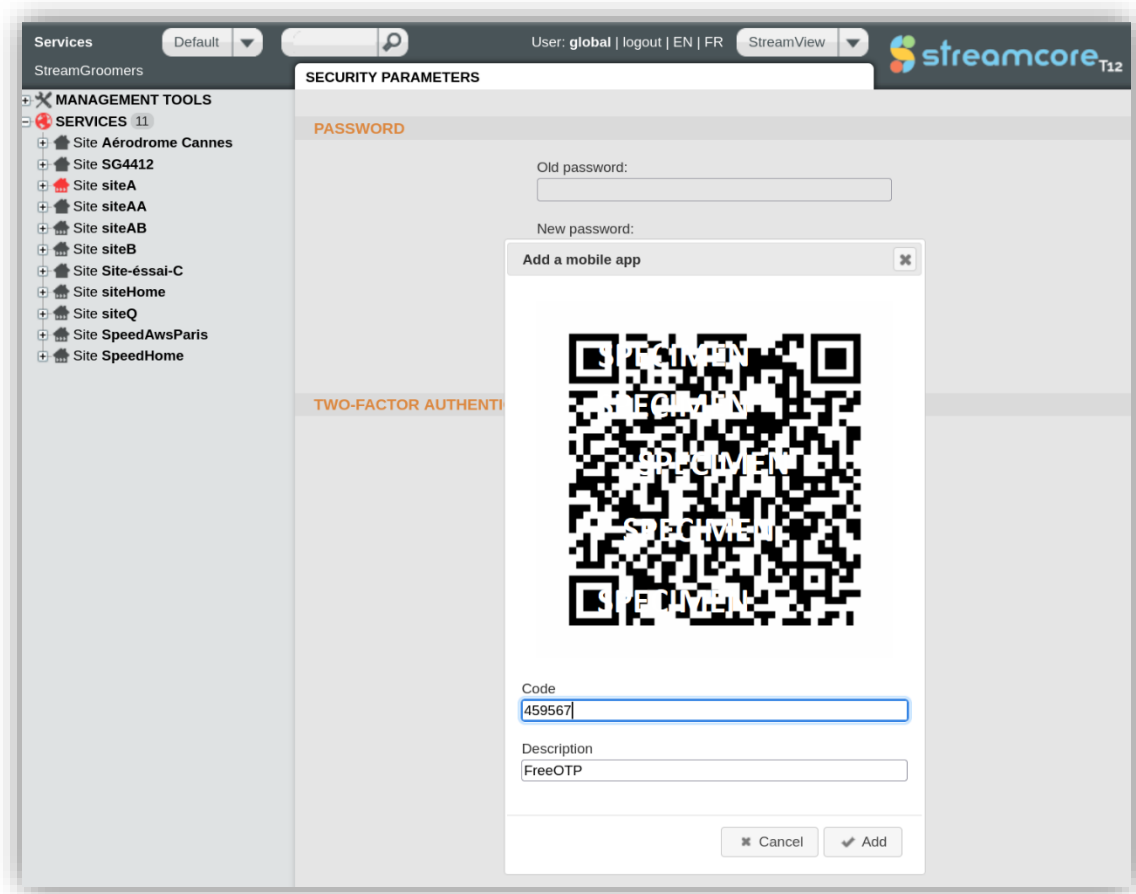 Services
Default
User: global | logout | EN | FR
StreamView
streamcore T12
StreamGroomers
SECURITY PARAMETERS
MANAGEMENT TOOLS
SERVICES 11
Site Aérodrome Cannes
Site SG4412
Site siteA
Site siteAA
Site siteAB
Site siteB
Site Site-éssai-C
Site siteHome
Site siteQ
Site SpeedAwsParis
Site SpeedHome
PASSWORD
Old password:
New password:
TWO-FACTOR AUTHENTI
Add a mobile app
SPECIMEN
SPECIMEN
SPECIMEN
SPECIMEN
SPECIMEN
Code
459567
Description
FreeOTP
Cancel
Add